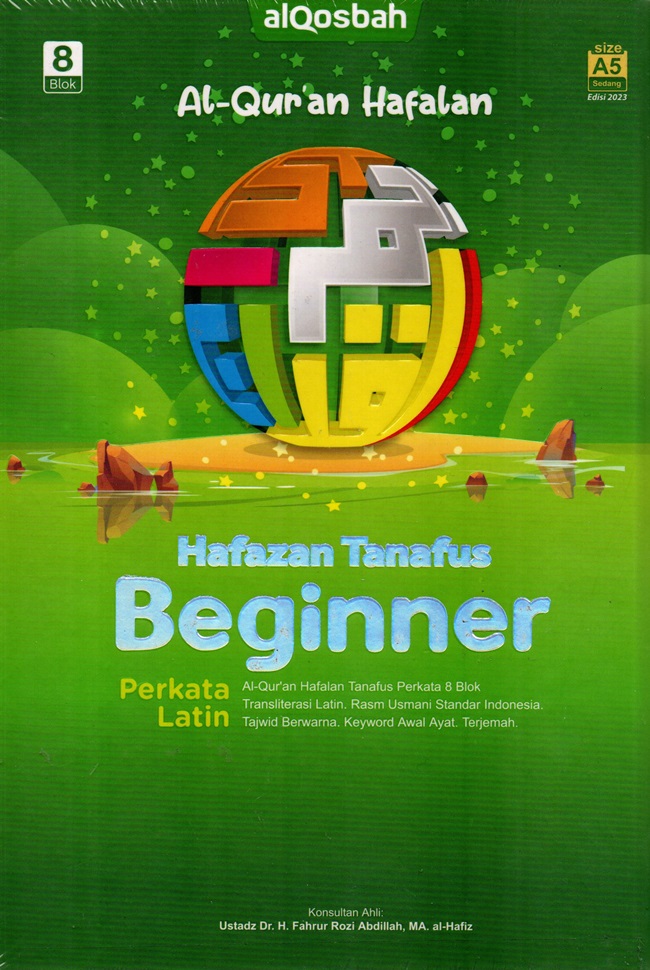 alQosbah
8
Blok
size
A5
Sedang
Edisi 2023
Al-Qur'an Hafalan
Hafazan Tanafus
Beginner
Perkata
Latin
Al-Qur'an Hafalan Tanafus Perkata 8 Blok
Transliterasi Latin. Rasm Usmani Standar Indonesia.
Tajwid Berwarna. Keyword Awal Ayat. Terjemah.
Konsultan Ahli:
Ustadz Dr. H. Fahrur Rozi Abdillah, MA. al-Hafiz